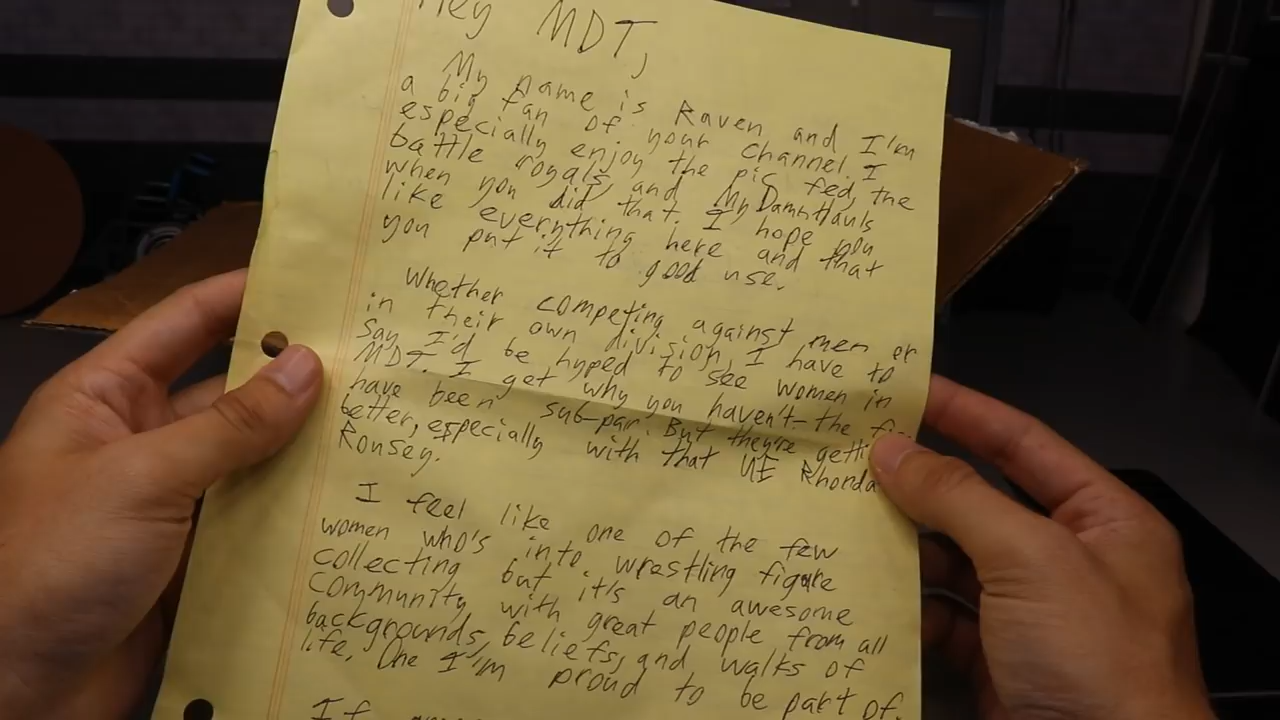 Hey MDT,
My name is Raven, and I'm
a big fan of your channel. I
especially enjoy the pic fed, the
battle royals, and MyDamnHauls
when you did that. I hope you
like everything here and that
you put it to good use.
Whether competing against men or
in their own division, I have to
say I'd be hyped to see women in
MDT. I get why you haven't- the
have been sub-par. But they're
better, especially with that UE Rhonda
Ronsey.
I feel like one of the few
women who's into wrestling figure
collecting but it's an awesome
community with great people from all
backgrounds, beliefs, and walks of
life. One I'm proud to be part of.
If